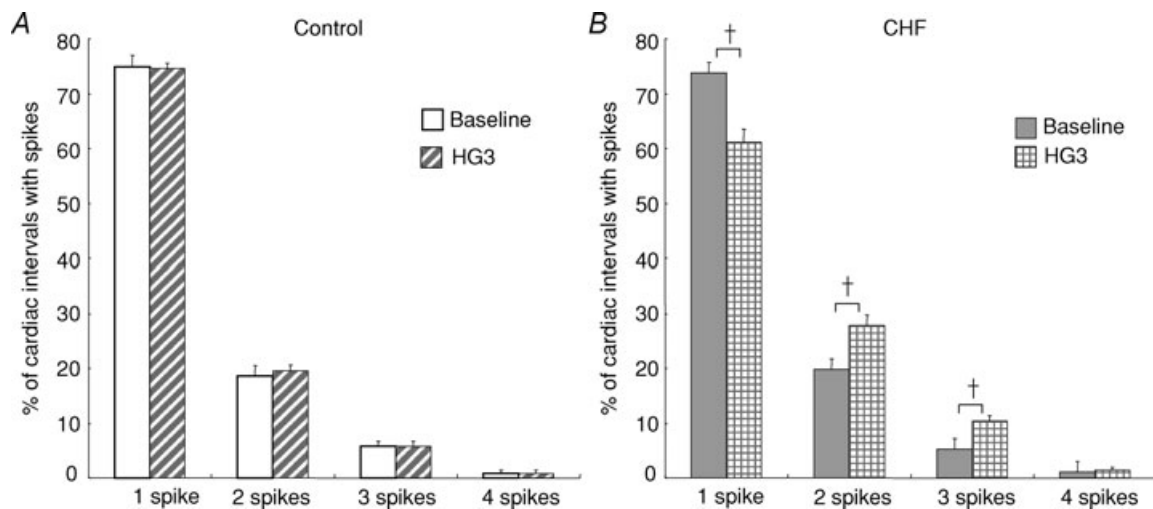 A
Control
% of cardiac intervals with spikes
80
70
60
50
40
30
20
10
0
Baseline
HG3
1 spike
2 spikes
3 spikes
4 spikes
B
CHF
% of cardiac intervals with spikes
80
70
60
50
40
30
20
10
0
†
†
†
Baseline
HG3
1 spike
2 spikes
3 spikes
4 spikes